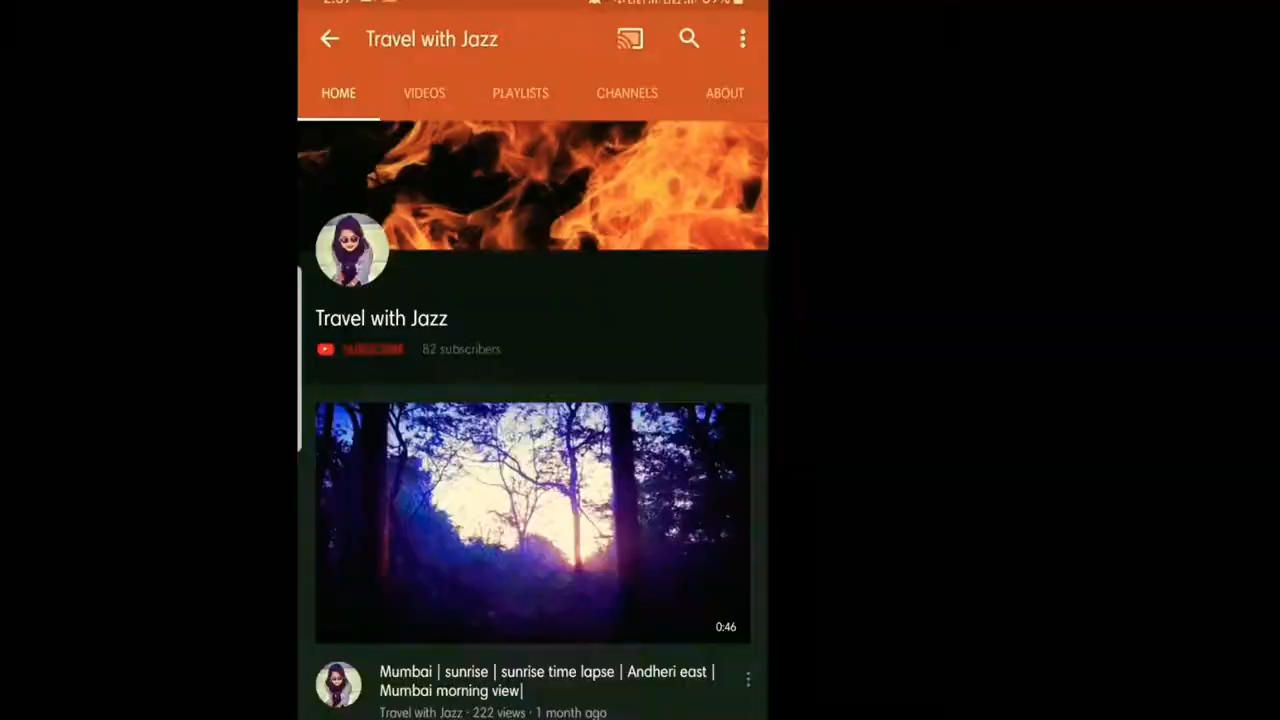 Travel with Jazz
HOME VIDEOS PLAYLISTS CHANNELS ABOUT
Travel with Jazz
SUBSCRIBE 82 subscribers
0:46
Mumbai | sunrise | sunrise time lapse | Andheri east |
Mumbai morning view|
Travel with Jazz · 222 views · 1 month ago